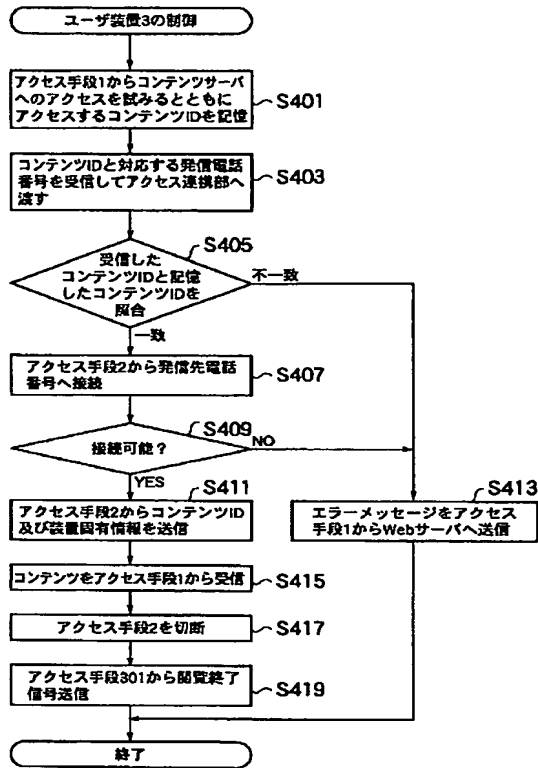 ユーザ装置3の制御
アクセス手段1からコンテンツサーバ
へのアクセスを試みるとともに
アクセスするコンテンツIDを記憶
S401
コンテンツIDと対応する発信電話
番号を受信してアクセス連携部へ
渡す
S403
S405
受信した
コンテンツIDと記憶
したコンテンツIDを
照合
不一致
一致
アクセス手段2から発信先電話
番号へ接続
S407
S409
接続可能?
NO
YES
S411
アクセス手段2からコンテンツID
及び装置固有情報を送信
S413
エラーメッセージをアクセス
手段1からWebサーバへ送信
コンテンツをアクセス手段1から受信
S415
アクセス手段2を切断
S417
アクセス手段301から閲覧終了
信号送信
S419
終了